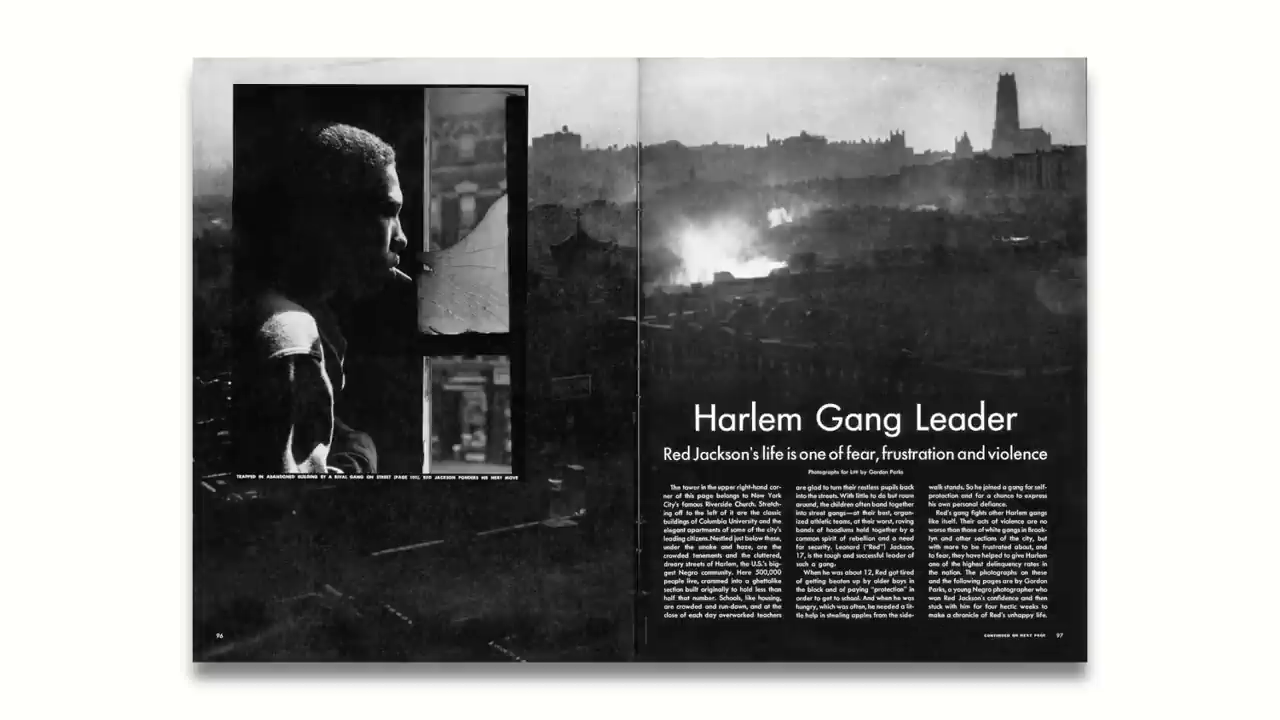 TRAPPED IN ABANDONED BUILDING BY A RIVAL GANG ON STREET (PAGE 101), RED JACKSON PONDERS HIS NEXT MOVE
96
Harlem Gang Leader
Red Jackson's life is one of fear, frustration and violence
Photographs for LIFE by Gordon Parks
The tower in the upper right-hand cor-
ner of this page belongs to New York
City's famous Riverside Church. Stretch-
ing off to the left of it are the classic
buildings of Columbia University and the
elegant apartments of some of the city's
leading citizens. Nestled just below these,
under the smoke and haze, are the
crowded tenements and the cluttered,
dreary streets of Harlem, the U.S.'s big-
gest Negro community. Here 500,000
people live, crammed into a ghettolike
section built originally to hold less than
half that number. Schools, like housing,
are crowded and run-down, and at the
close of each day overworked teachers
are glad to turn their restless pupils back
into the streets. With little to do but roam
around, the children often band together
into street gangs—at their best, organ-
ized athletic teams, at their worst, roving
bands of hoodlums held together by a
common spirit of rebellion and a need
for security. Leonard ("Red") Jackson,
17, is the tough and successful leader of
such a gang.
When he was about 12, Red got tired
of getting beaten up by older boys in
the block and of paying "protection" in
order to get to school. And when he was
hungry, which was often, he needed a lit-
tle help in stealing apples from the side-
walk stands. So he joined a gang for self-
protection and for a chance to express
his own personal defiance.
Red's gang fights other Harlem gangs
like itself. Their acts of violence are no
worse than those of white gangs in Brook-
lyn and other sections of the city, but
with more to be frustrated about, and
to fear, they have helped to give Harlem
one of the highest delinquency rates in
the nation. The photographs on these
and the following pages are by Gordon
Parks, a young Negro photographer who
won Red Jackson's confidence and then
stuck with him for four hectic weeks to
make a chronicle of Red's unhappy life.
CONTINUED ON NEXT PAGE 97